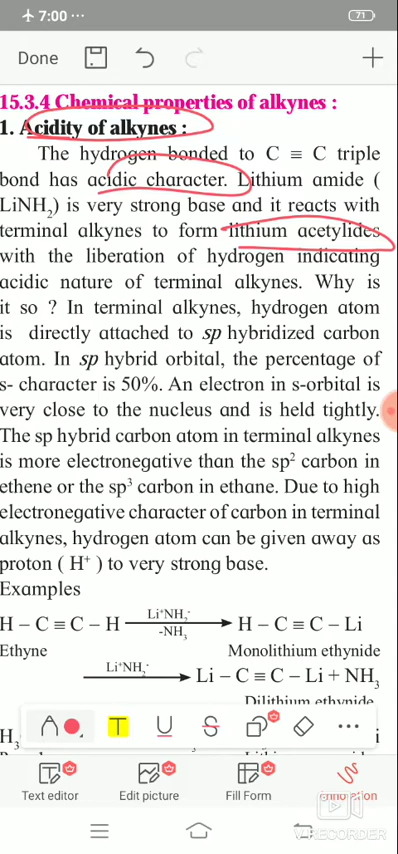 7:00 ...
71
Done
15.3.4 Chemical properties of alkynes :
1. Acidity of alkynes :
The hydrogen bonded to C ≡ C triple
bond has acidic character. Lithium amide (
LiNH₂) is very strong base and it reacts with
terminal alkynes to form lithium acetylides
with the liberation of hydrogen indicating
acidic nature of terminal alkynes. Why is
it so ? In terminal alkynes, hydrogen atom
is directly attached to sp hybridized carbon
atom. In sp hybrid orbital, the percentage of
s- character is 50%. An electron in s-orbital is
very close to the nucleus and is held tightly.
The sp hybrid carbon atom in terminal alkynes
is more electronegative than the sp² carbon in
ethene or the sp³ carbon in ethane. Due to high
electronegative character of carbon in terminal
alkynes, hydrogen atom can be given away as
proton ( H⁺ ) to very strong base.
Examples
Li⁺NH₂⁻
H – C ≡ C – H → H – C ≡ C – Li
-NH₃
Ethyne Monolithium ethynide
Li⁺NH₂⁻
→ Li – C ≡ C – Li + NH₃
Dilithium ethynide
H₃ i
T U S
Text editor Edit picture Fill Form Annotation
V RECORDER